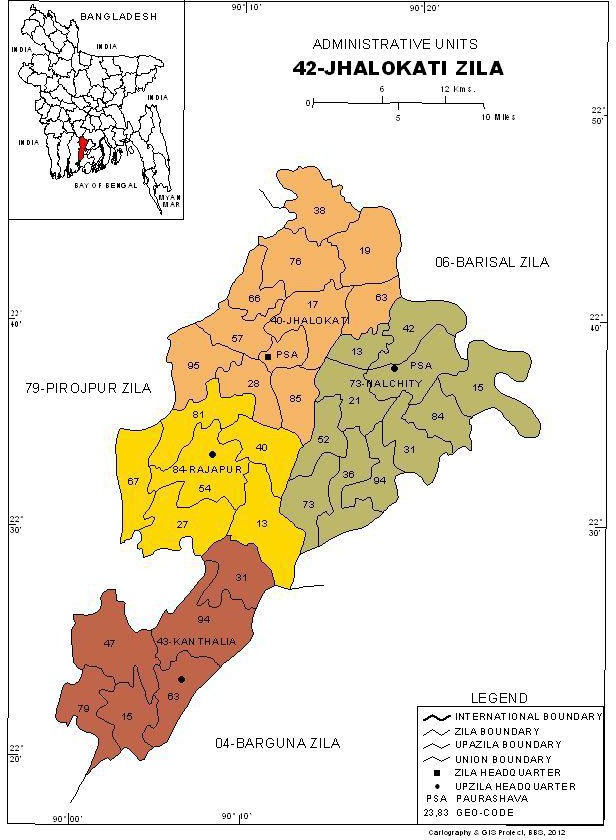 90°10' 90°20'
BANGLADESH
INDIA
INDIA
INDIA
INDIA
BAY OF BENGAL
MYAN
MAR
ADMINISTRATIVE UNITS
42-JHALOKATI ZILA
6 12 Kms.
0
5 10 Miles
22°
50'
38
76
19
06-BARISAL ZILA
66
17
63
22°
40'
22°
40'
40-JHALOKATI
42
57
13
PSA
PSA
95
79-PIROJPUR ZILA
28
73-NALCHITY
15
85
21
81
84
40
52
31
84-RAJAPUR
67
54
36
94
73
22°
30'
27
13
22°
30'
31
94
47
43-KANTHALIA
63
79
15
04-BARGUNA ZILA
22°
20'
LEGEND
INTERNATIONAL BOUNDARY
ZILA BOUNDARY
UPAZILA BOUNDARY
UNION BOUNDARY
ZILA HEADQUARTER
UPZILA HEADQUARTER
PSA PAURASHAVA
23,83 GEO-CODE
90°00' 90°10'
Cartography & GIS Project, BBS, 2012